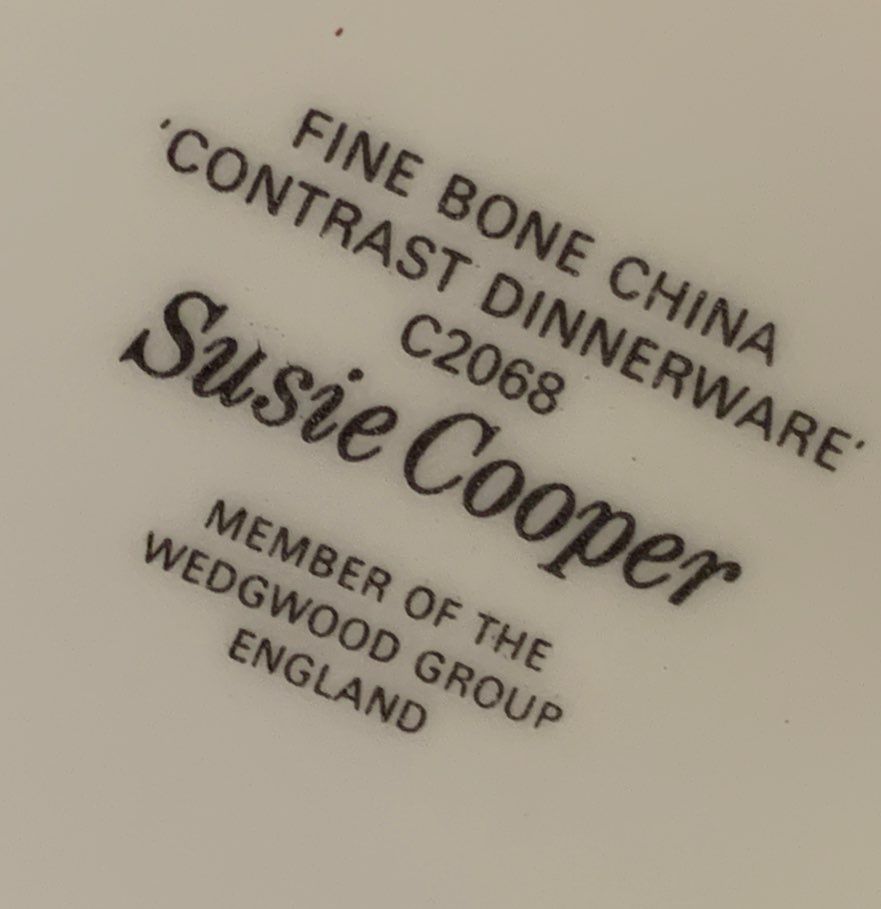 FINE BONE CHINA
'CONTRAST DINNERWARE'
C2068
Susie Cooper
MEMBER OF THE
WEDGWOOD GROUP
ENGLAND